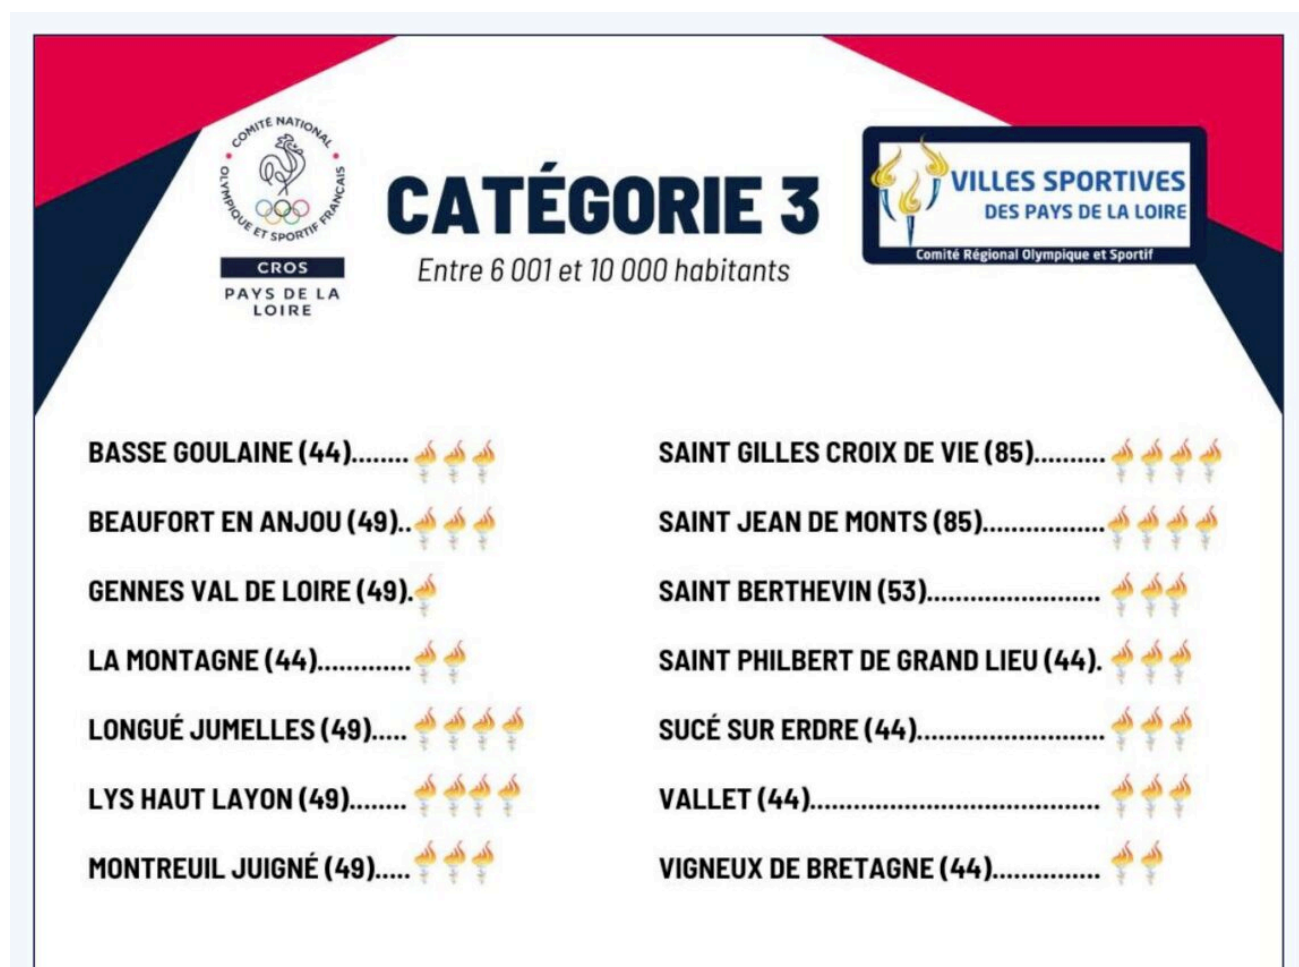 COMITÉ NATIONAL OLYMPIQUE ET SPORTIF FRANÇAIS
CROS
PAYS DE LA
LOIRE
CATÉGORIE 3
Entre 6 001 et 10 000 habitants
VILLES SPORTIVES
DES PAYS DE LA LOIRE
Comité Régional Olympique et Sportif
BASSE GOULAINE (44)........
BEAUFORT EN ANJOU (49)..
GENNES VAL DE LOIRE (49).
LA MONTAGNE (44).............
LONGUÉ JUMELLES (49).....
LYS HAUT LAYON (49)........
MONTREUIL JUIGNÉ (49).....
SAINT GILLES CROIX DE VIE (85)..........
SAINT JEAN DE MONTS (85).................
SAINT BERTHEVIN (53)........................
SAINT PHILBERT DE GRAND LIEU (44).
SUCÉ SUR ERDRE (44)..........................
VALLET (44)........................................
VIGNEUX DE BRETAGNE (44)...............